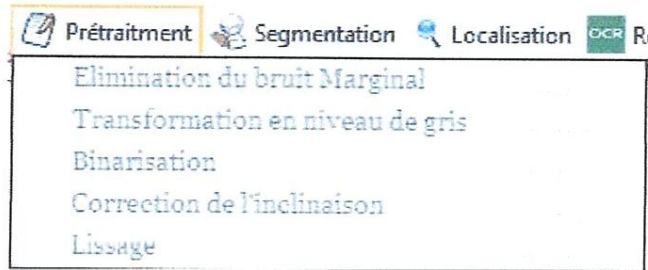 Prétraitment Segmentation Localisation OCR
Elimination du bruit Marginal
Transformation en niveau de gris
Binarisation
Correction de l'inclinaison
Lissage